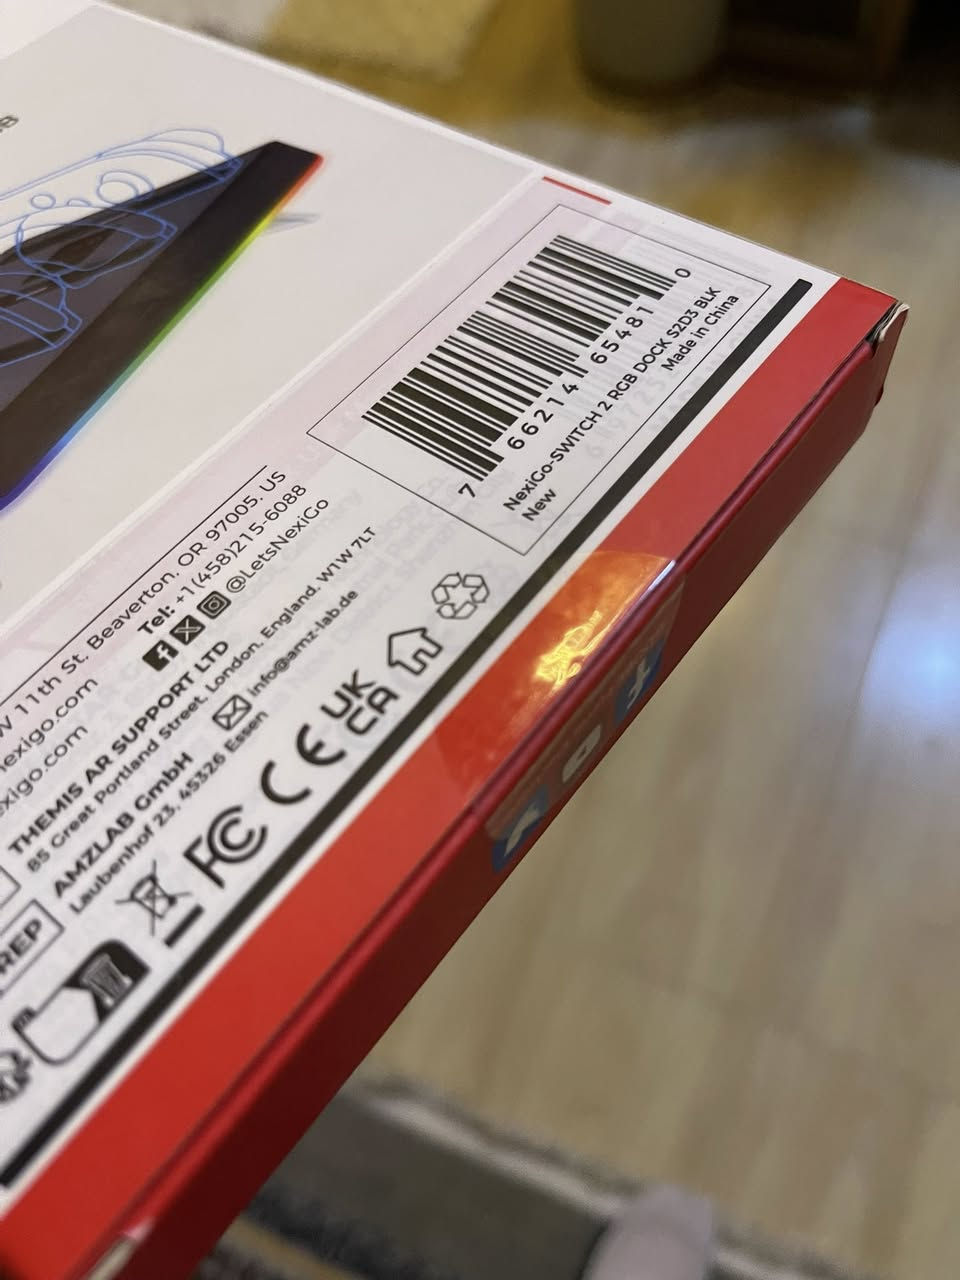 7 66214 65481 0
NexiGo-SWITCH 2 RGB DOCK S2D3 BLK
New
Made in China
11th St. Beaverton, OR 97005, US
Tel: +1(458)215-6088
@LetsNexiGo
THEMIS AR SUPPORT LTD
85 Great Portland Street, London, England, W1W 7LT
AMZLAB GmbH
info@amz-lab.de
Laubenhof 23, 45326 Essen
REP
FC CE UK
CA